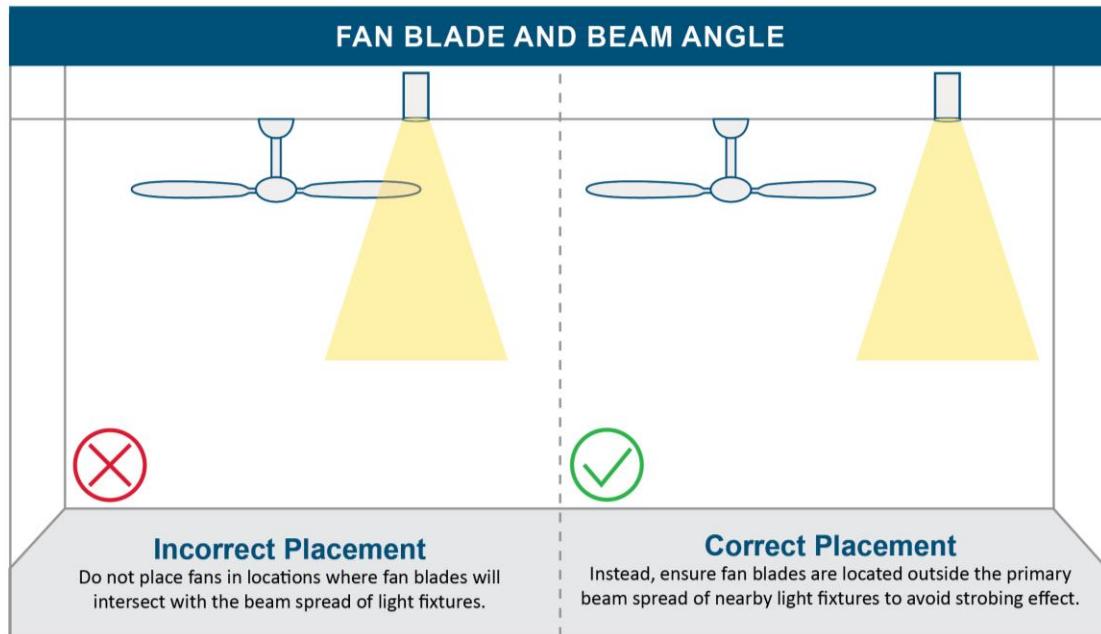 FAN BLADE AND BEAM ANGLE
Incorrect Placement
Do not place fans in locations where fan blades will
intersect with the beam spread of light fixtures.
Correct Placement
Instead, ensure fan blades are located outside the primary
beam spread of nearby light fixtures to avoid strobing effect.